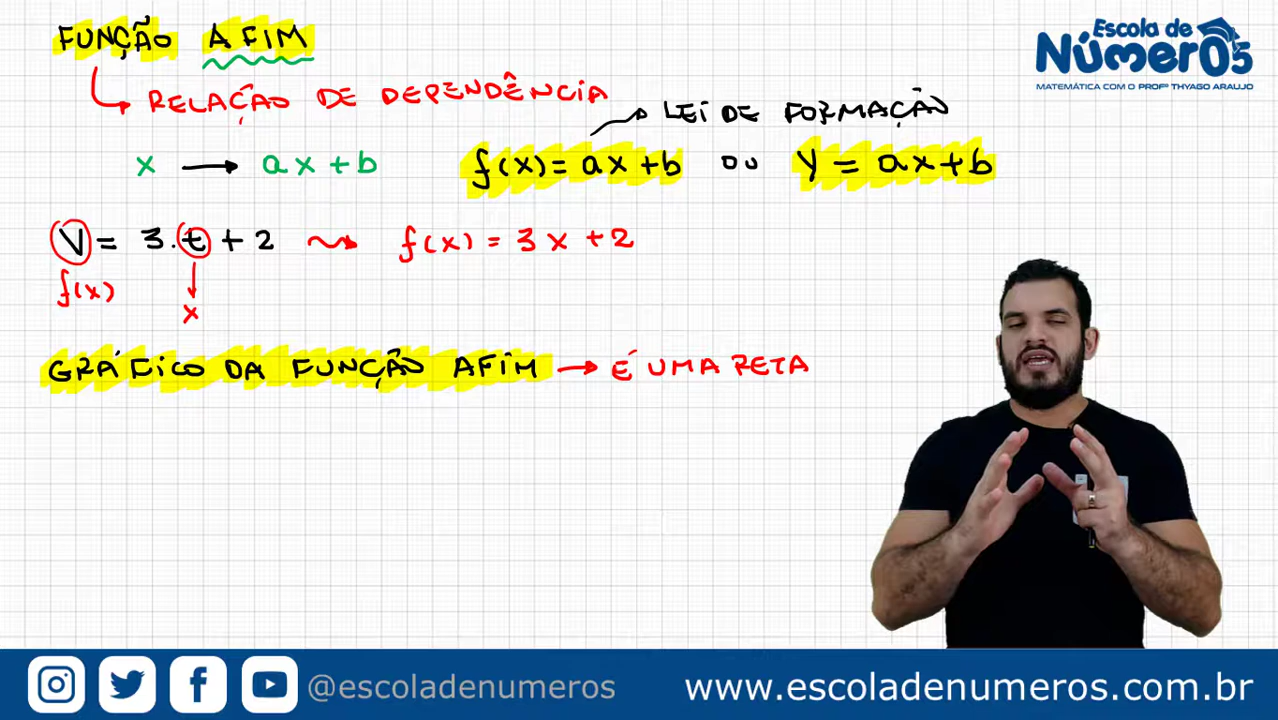 FUNÇÃO AFIM
Escola de
NúmerOs
MATEMÁTICA COM O PROFº THYAGO ARAUJO
RELAÇÃO DE DEPENDÊNCIA
LEI DE FORMAÇÃO
x → ax+b f(x)=ax+b ou y = ax+b
V = 3.t + 2 ⇝ f(x) = 3x+2
f(x)
x
GRÁFICO DA FUNÇÃO AFIM → É UMA RETA
@escoladenumeros www.escoladenumeros.com.br